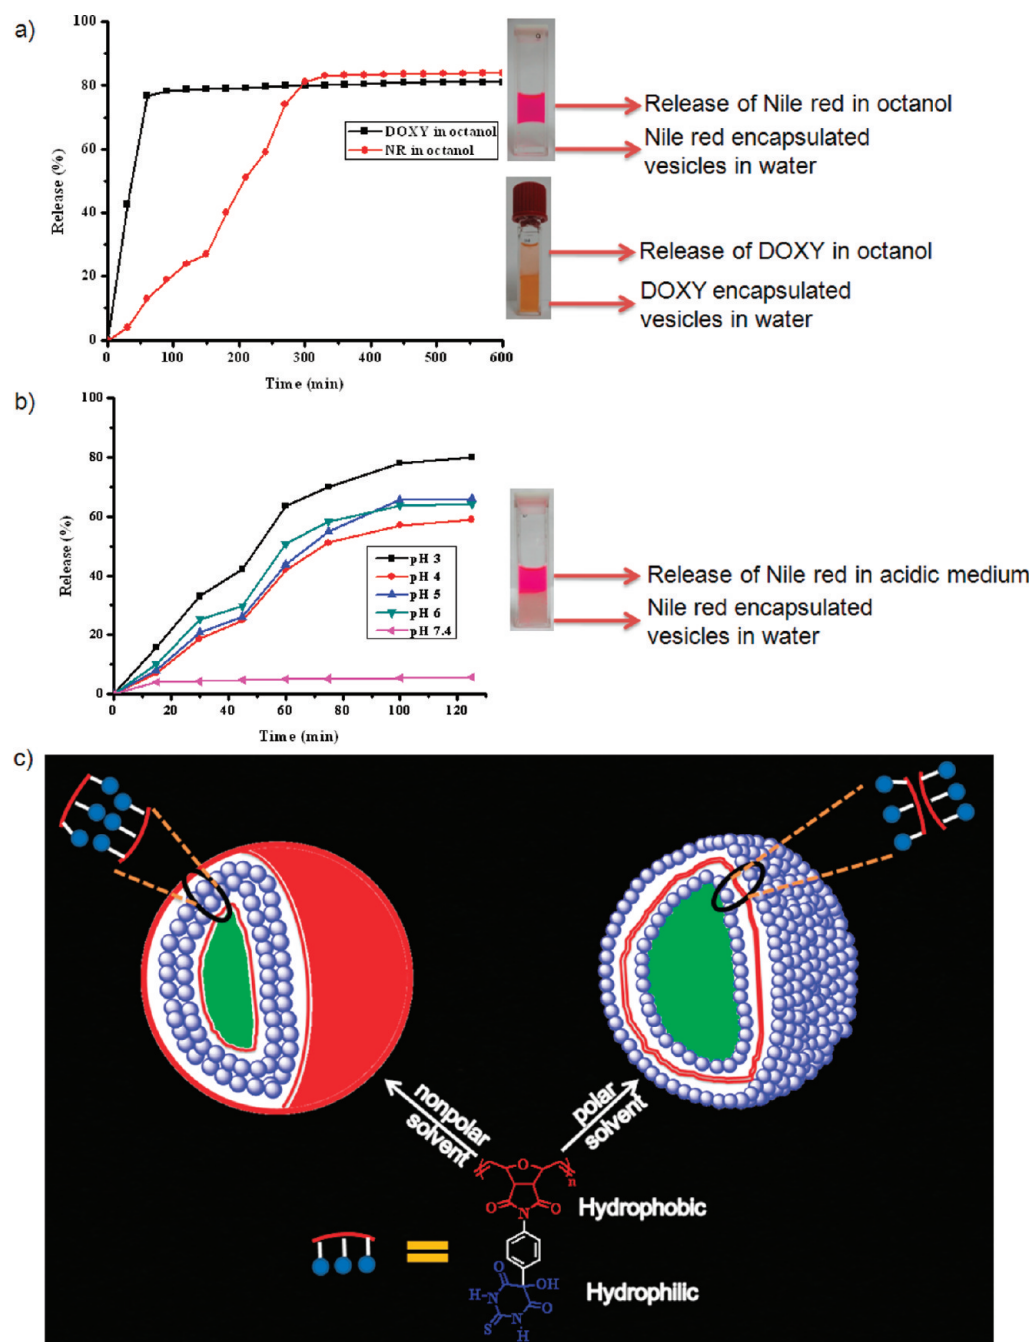 a)
100
80
60
40
20
0
Release (%)
DOXY in octanol
NR in octanol
0 100 200 300 400 500 600
Time (min)
Release of Nile red in octanol
Nile red encapsulated
vesicles in water
Release of DOXY in octanol
DOXY encapsulated
vesicles in water
b)
100
80
60
40
20
0
Release (%)
pH 3
pH 4
pH 5
pH 6
pH 7.4
0 20 40 60 80 100 120
Time (min)
Release of Nile red in acidic medium
Nile red encapsulated
vesicles in water
c)
nonpolar
solvent
polar
solvent
O
n
O N O
Hydrophobic
O OH
H N O
S N
H
Hydrophilic